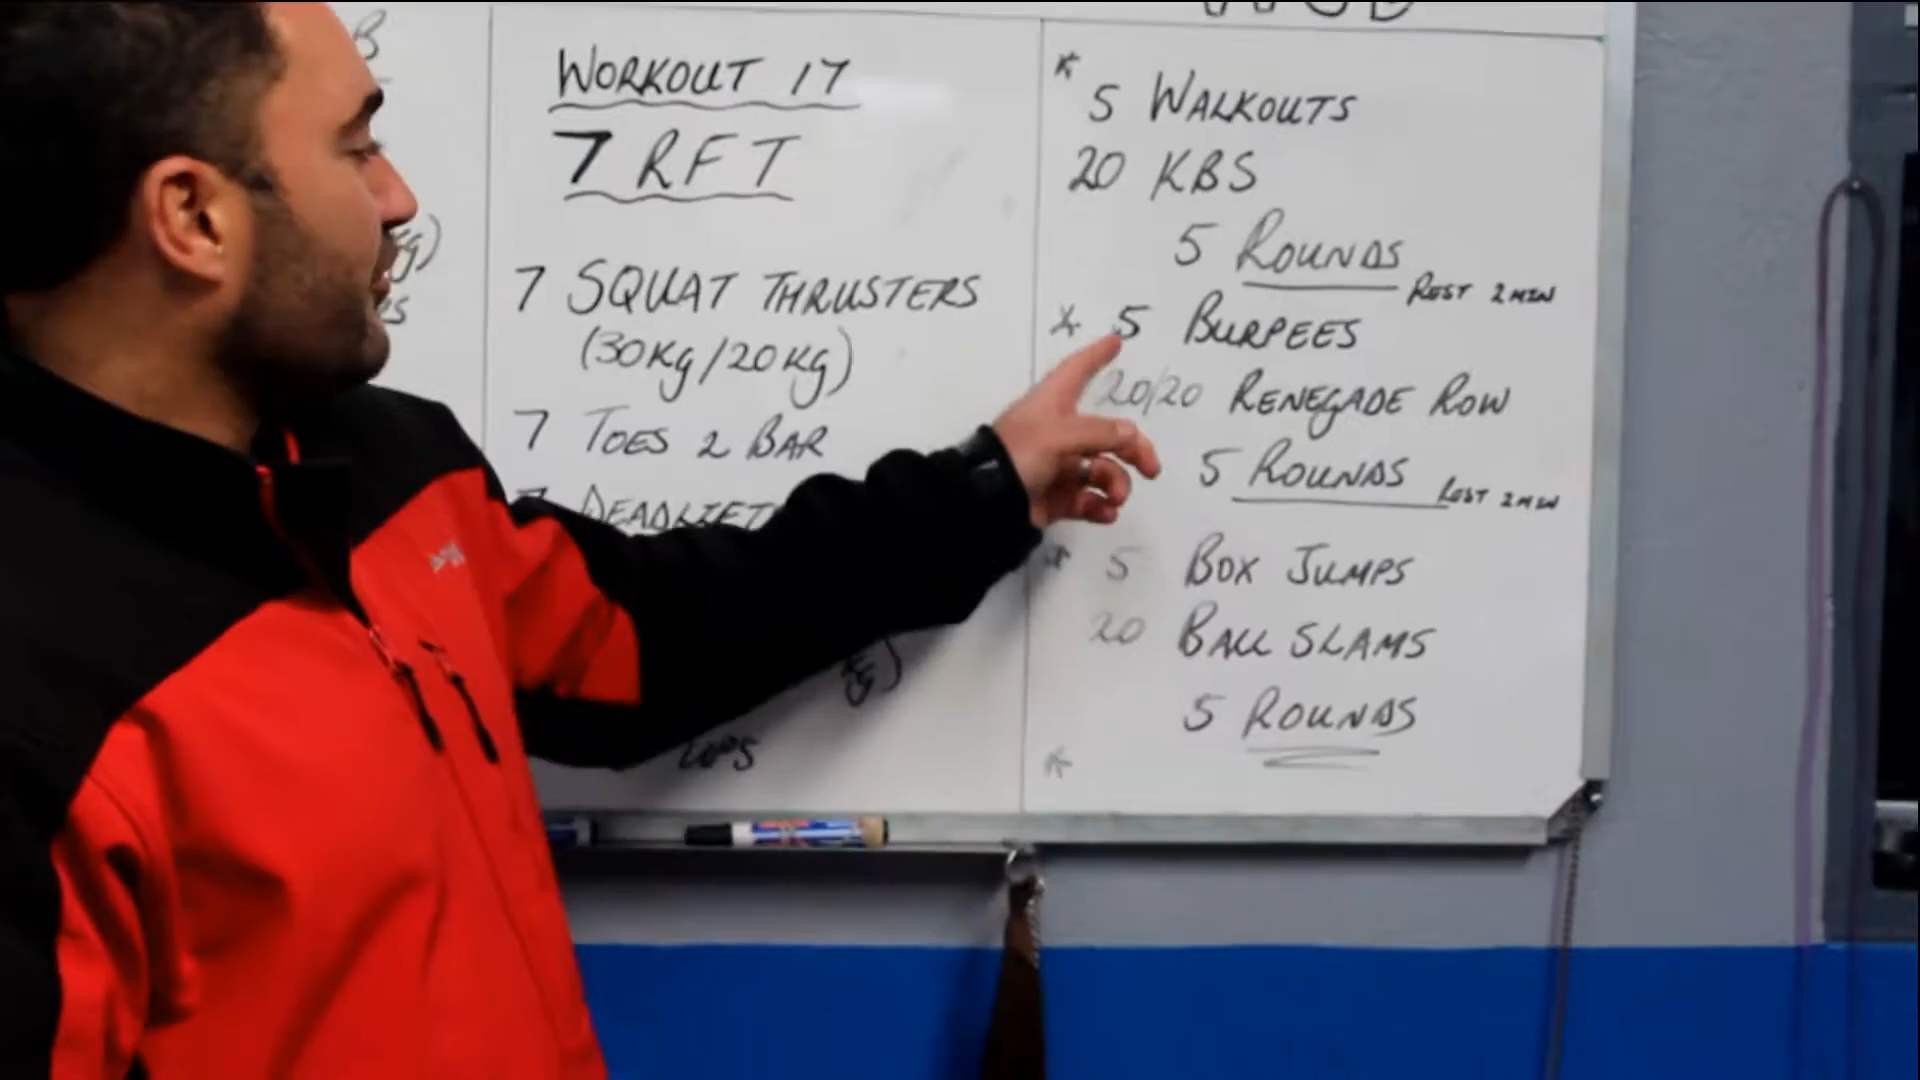 B
WORKOUT 17
7 RFT
7 SQUAT THRUSTERS
(30Kg/20Kg)
7 TOES 2 BAR
7 DEADLIFT
* 5 WALKOUTS
20 KBS
5 ROUNDS
REST 2 MIN
* 5 BURPEES
20/20 RENEGADE ROW
5 ROUNDS
REST 2 MIN
* 5 BOX JUMPS
20 BALL SLAMS
5 ROUNDS
*